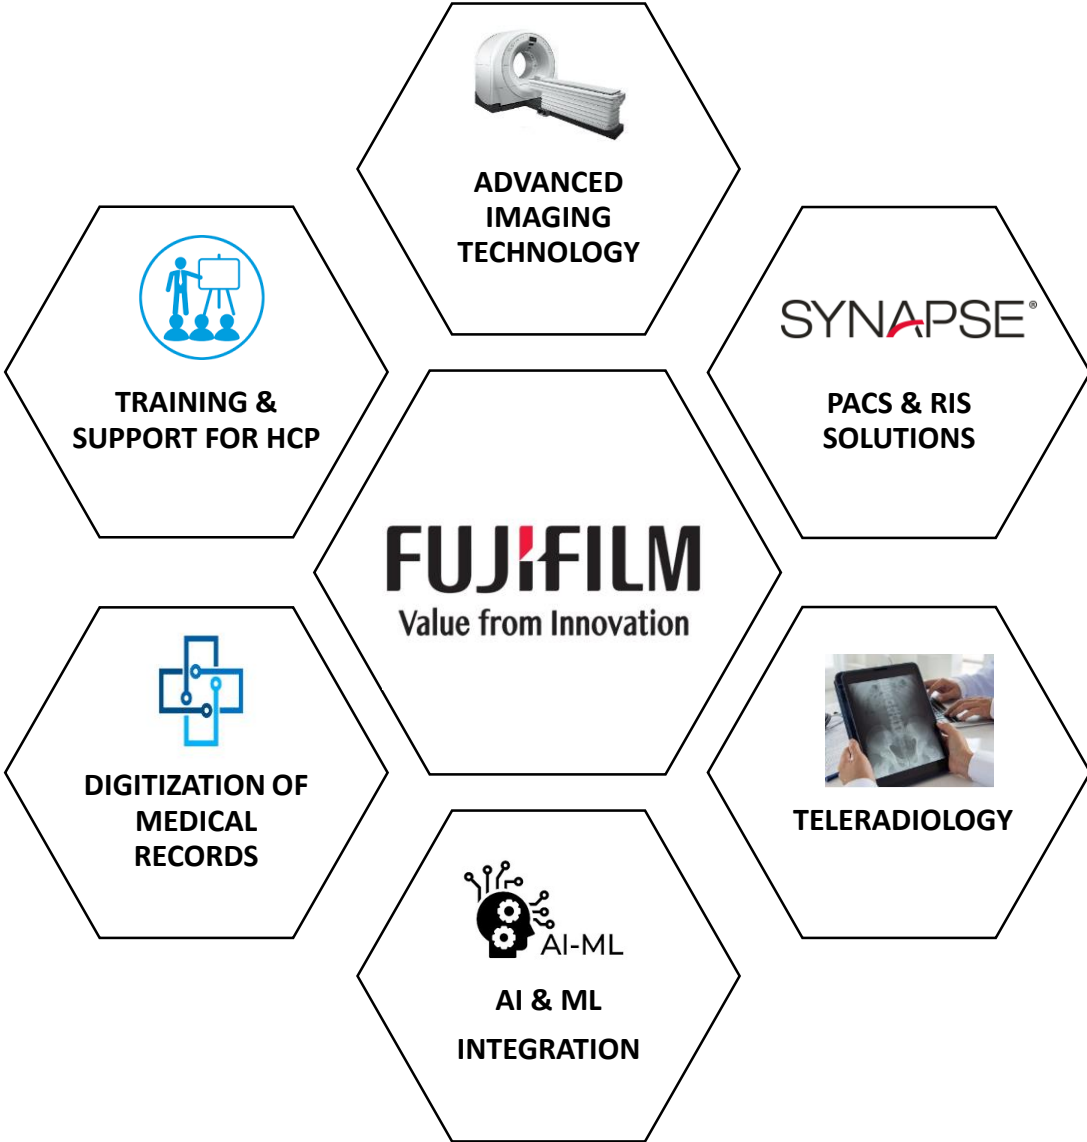 ADVANCED
IMAGING
TECHNOLOGY
TRAINING &
SUPPORT FOR HCP
SYNAPSE®
PACS & RIS
SOLUTIONS
FUJIFILM
Value from Innovation
DIGITIZATION OF
MEDICAL
RECORDS
TELERADIOLOGY
AI-ML
AI & ML
INTEGRATION